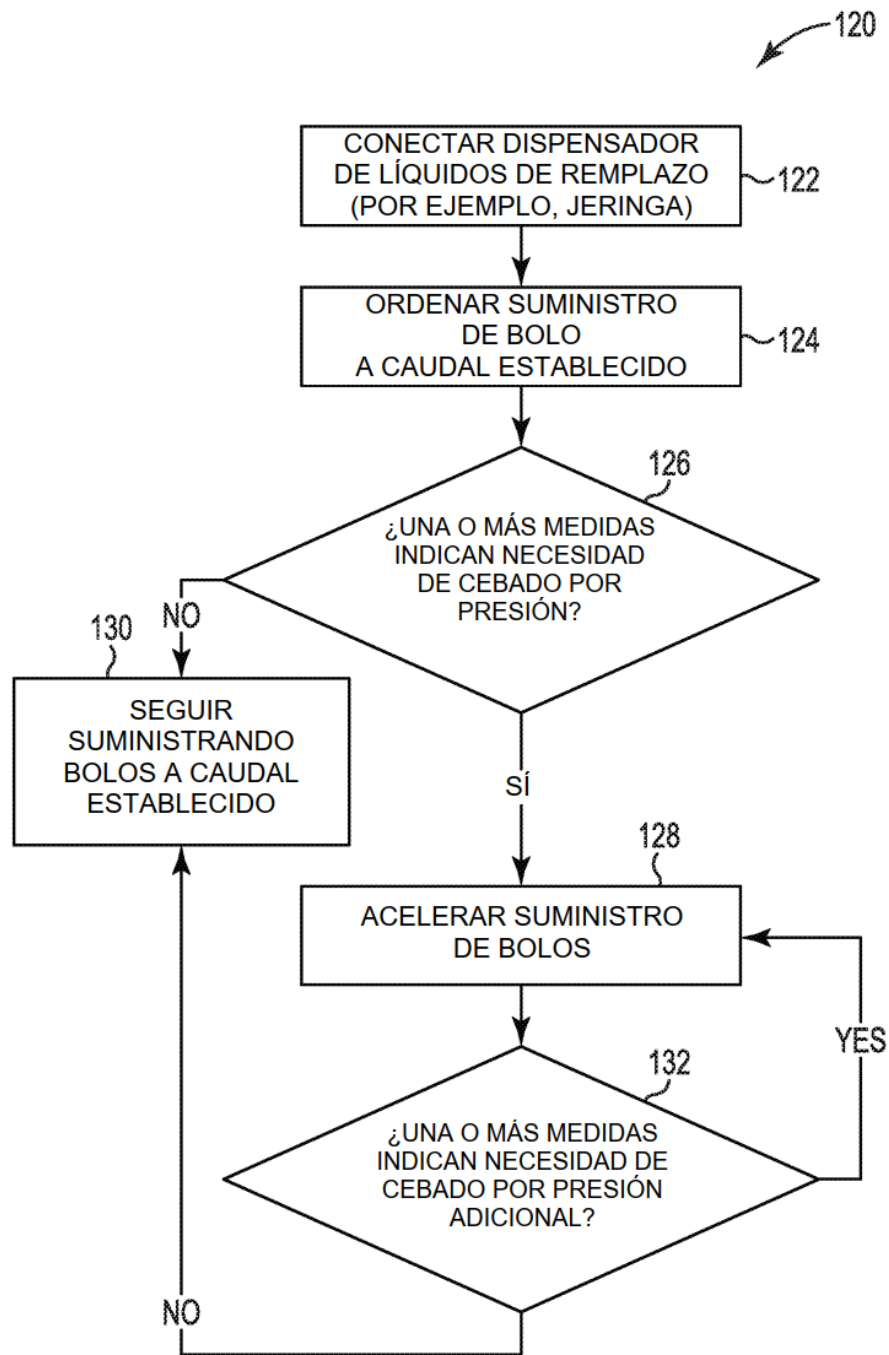 120
CONECTAR DISPENSADOR
DE LÍQUIDOS DE REMPLAZO
(POR EJEMPLO, JERINGA)
122
ORDENAR SUMINISTRO
DE BOLO
A CAUDAL ESTABLECIDO
124
126
¿UNA O MÁS MEDIDAS
INDICAN NECESIDAD
DE CEBADO POR
PRESIÓN?
NO
130
SEGUIR
SUMINISTRANDO
BOLOS A CAUDAL
ESTABLECIDO
SÍ
128
ACELERAR SUMINISTRO
DE BOLOS
YES
132
¿UNA O MÁS MEDIDAS
INDICAN NECESIDAD DE
CEBADO POR PRESIÓN
ADICIONAL?
NO